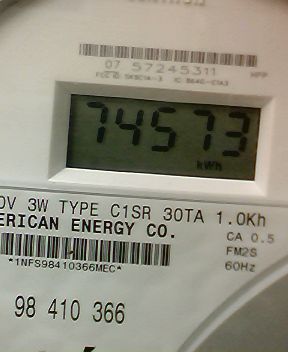 07 57245311
74573
kWh
0V 3W TYPE C1SR 30TA 1.0Kh
ERICAN ENERGY CO.
CA 0.5
FM2S
60Hz
*1NFS98410366MEC*
98 410 366